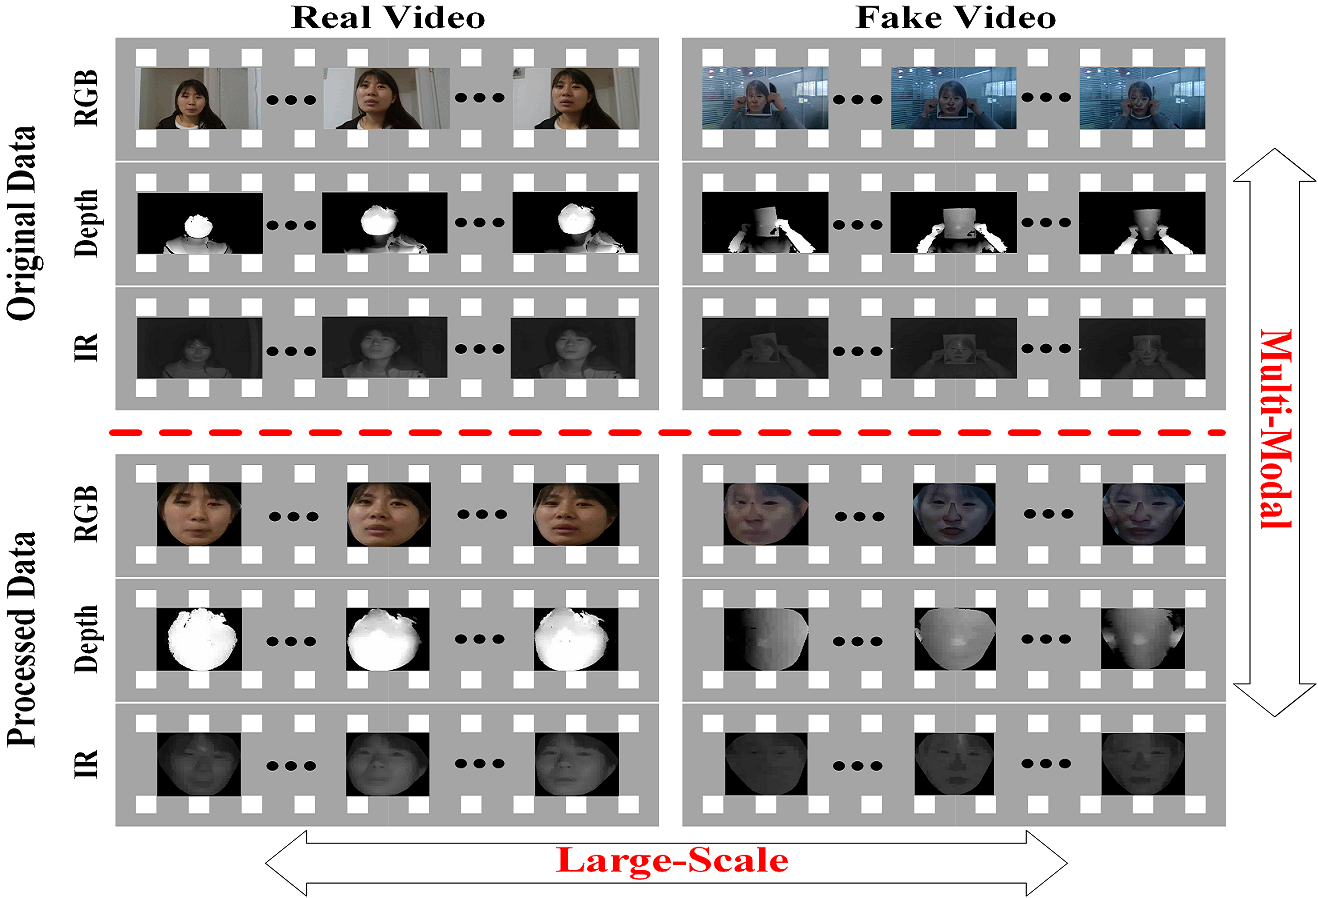 Real Video
Fake Video
Original Data
RGB
Depth
IR
Processed Data
RGB
Depth
IR
Multi-Modal
Large-Scale